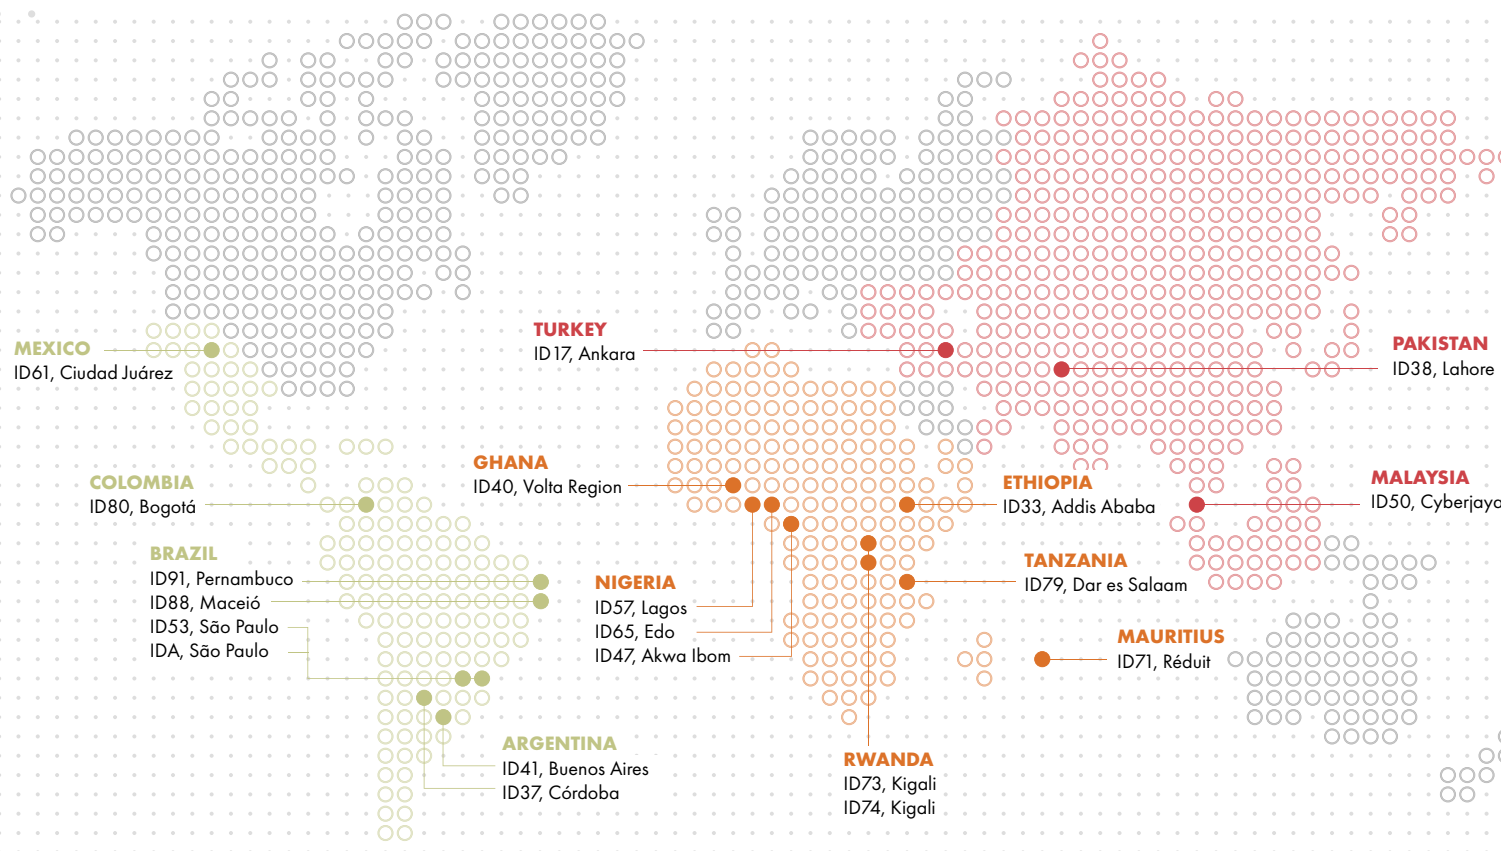 MEXICO
ID61, Ciudad Juárez
COLOMBIA
ID80, Bogotá
BRAZIL
ID91, Pernambuco
ID88, Maceió
ID53, São Paulo
IDA, São Paulo
ARGENTINA
ID41, Buenos Aires
ID37, Córdoba
TURKEY
ID17, Ankara
GHANA
ID40, Volta Region
NIGERIA
ID57, Lagos
ID65, Edo
ID47, Akwa Ibom
RWANDA
ID73, Kigali
ID74, Kigali
ETHIOPIA
ID33, Addis Ababa
TANZANIA
ID79, Dar es Salaam
MAURITIUS
ID71, Réduit
PAKISTAN
ID38, Lahore
MALAYSIA
ID50, Cyberjaya